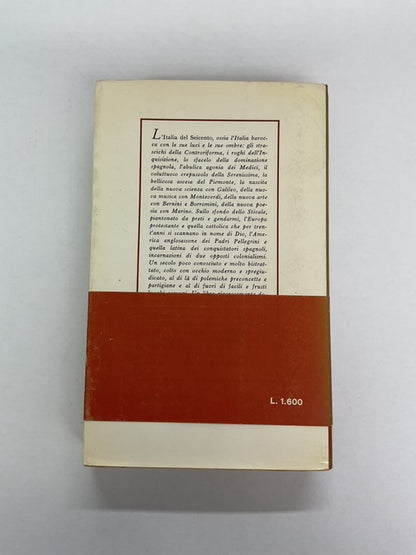 L'Italia del Seicento, ossia l'Italia baroc-
ca con le sue luci e le sue ombre: gli stra-
scichi della Controriforma, i roghi dell'In-
quisizione, lo sfacelo della dominazione
spagnola, l'abulica agonia dei Medici, il
voluttuoso crepuscolo della Serenissima, la
bellicosa ascesa del Piemonte, la nascita
della nuova scienza con Galileo, della nuo-
va musica con Monteverdi, della nuova arte
con Bernini e Borromini, della nuova poe-
sia con Marino. Sullo sfondo dello Stivale,
piantonato da preti e gendarmi, l'Europa
protestante e quella cattolica che per tren-
t'anni si scannano in nome di Dio, l'Ame-
rica anglosassone dei Padri Pellegrini e
quella latina dei conquistatori spagnoli,
incarnazioni di due opposti colonialismi.
Un secolo poco conosciuto e molto bistrat-
tato, colto con occhio moderno e spregiu-
dicato, al di là di polemiche preconcette e
partigiane e al di fuori di facili e frusti
L. 1.600